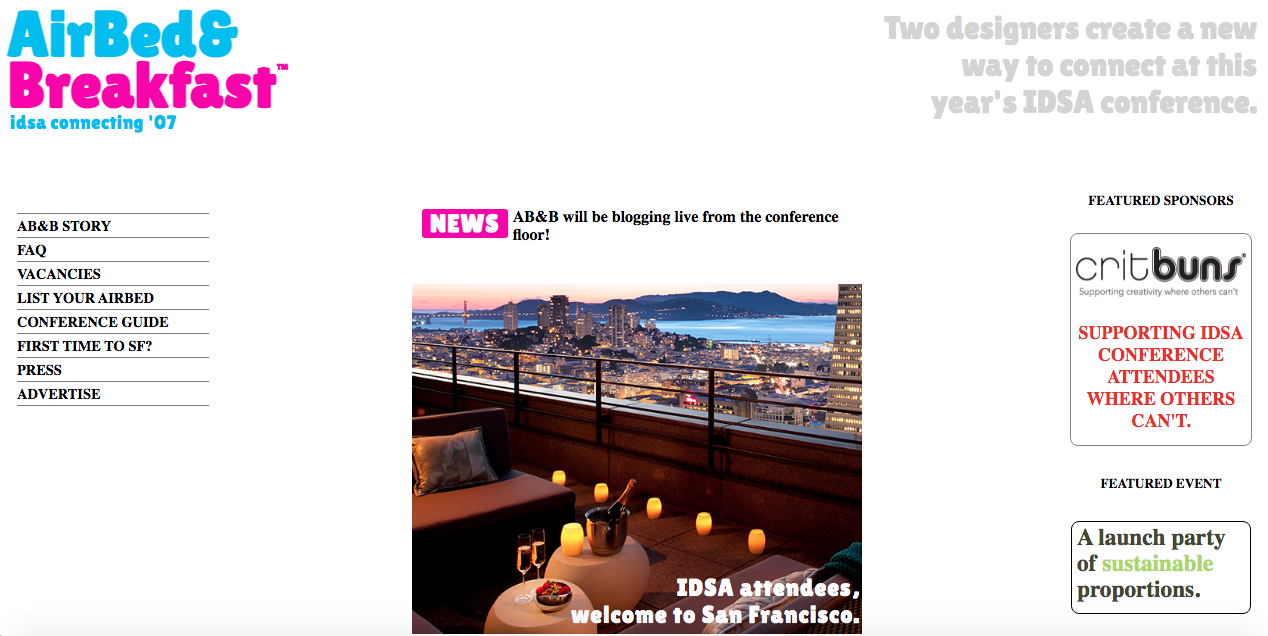 AirBed&
Breakfast™
idsa connecting '07
Two designers create a new
way to connect at this
year's IDSA conference.
AB&B STORY
FAQ
VACANCIES
LIST YOUR AIRBED
CONFERENCE GUIDE
FIRST TIME TO SF?
PRESS
ADVERTISE
NEWS AB&B will be blogging live from the conference
floor!
IDSA attendees,
welcome to San Francisco.
FEATURED SPONSORS
critbuns®
Supporting creativity where others can't
SUPPORTING IDSA
CONFERENCE
ATTENDEES
WHERE OTHERS
CAN'T.
FEATURED EVENT
A launch party
of sustainable
proportions.